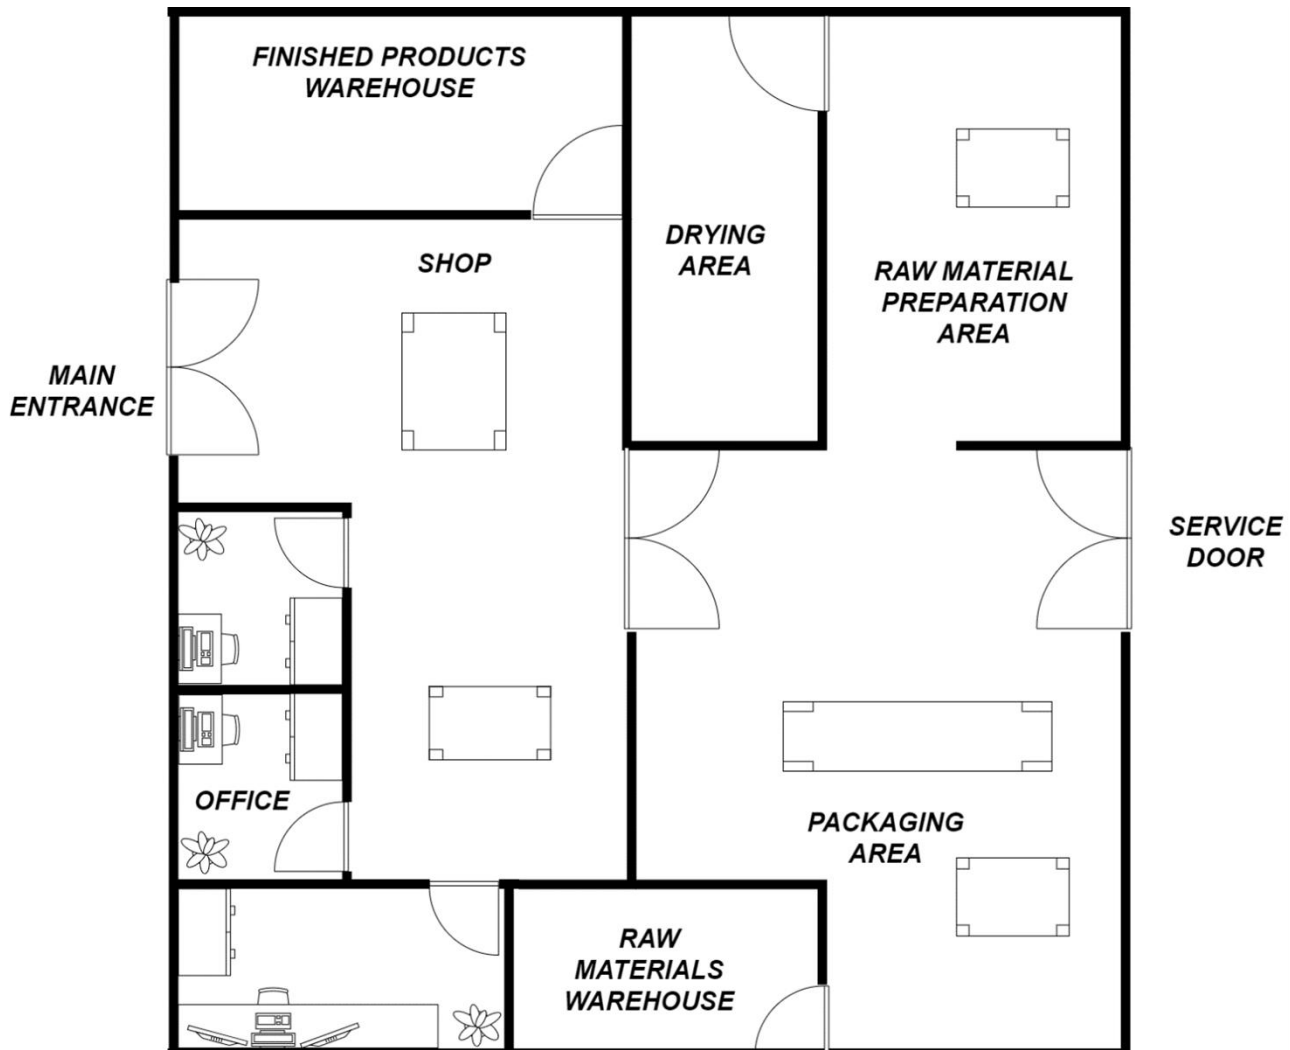 FINISHED PRODUCTS
WAREHOUSE
SHOP
DRYING
AREA
RAW MATERIAL
PREPARATION
AREA
MAIN
ENTRANCE
SERVICE
DOOR
OFFICE
PACKAGING
AREA
RAW
MATERIALS
WAREHOUSE